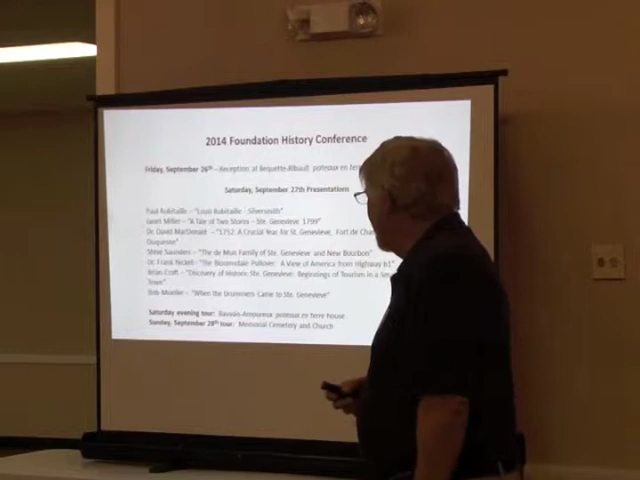 2014 Foundation History Conference
Friday, September 26th – Reception at Bequette-Ribault poteaux en terre
Saturday, September 27th Presentations
Paul Robitaille – "Louis Robitaille - Silversmith"
Miller – "A Tale of Two Stores – Ste. Genevieve 1799"
Dr. David MacDonald – "1752: A Crucial Year for St. Genevieve, Fort de
Duquesne"
Steve Saunders – "The de Mun Family of Ste. Genevieve and New Bourbon"
Dr. Frank Nickell – "The Bloomsdale Pullover: A View of America from Highway 61"
Brian Croft – "Discovery of Historic Ste. Genevieve: Beginnings of Tourism in a
Town"
Bob Mueller – "When the Drummers Came to Ste. Genevieve"
Saturday evening tour: Bauvais-Amoureux poteaux en terre house
Sunday, September 28th tour: Memorial Cemetery and Church